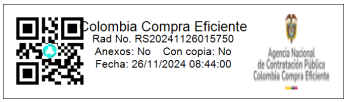 Colombia Compra Eficiente
Rad No. RS20241126015750
Anexos: No Con copia: No
Fecha: 26/11/2024 08:44:00
Agencia Nacional
de Contratación Pública
Colombia Compra Eficiente